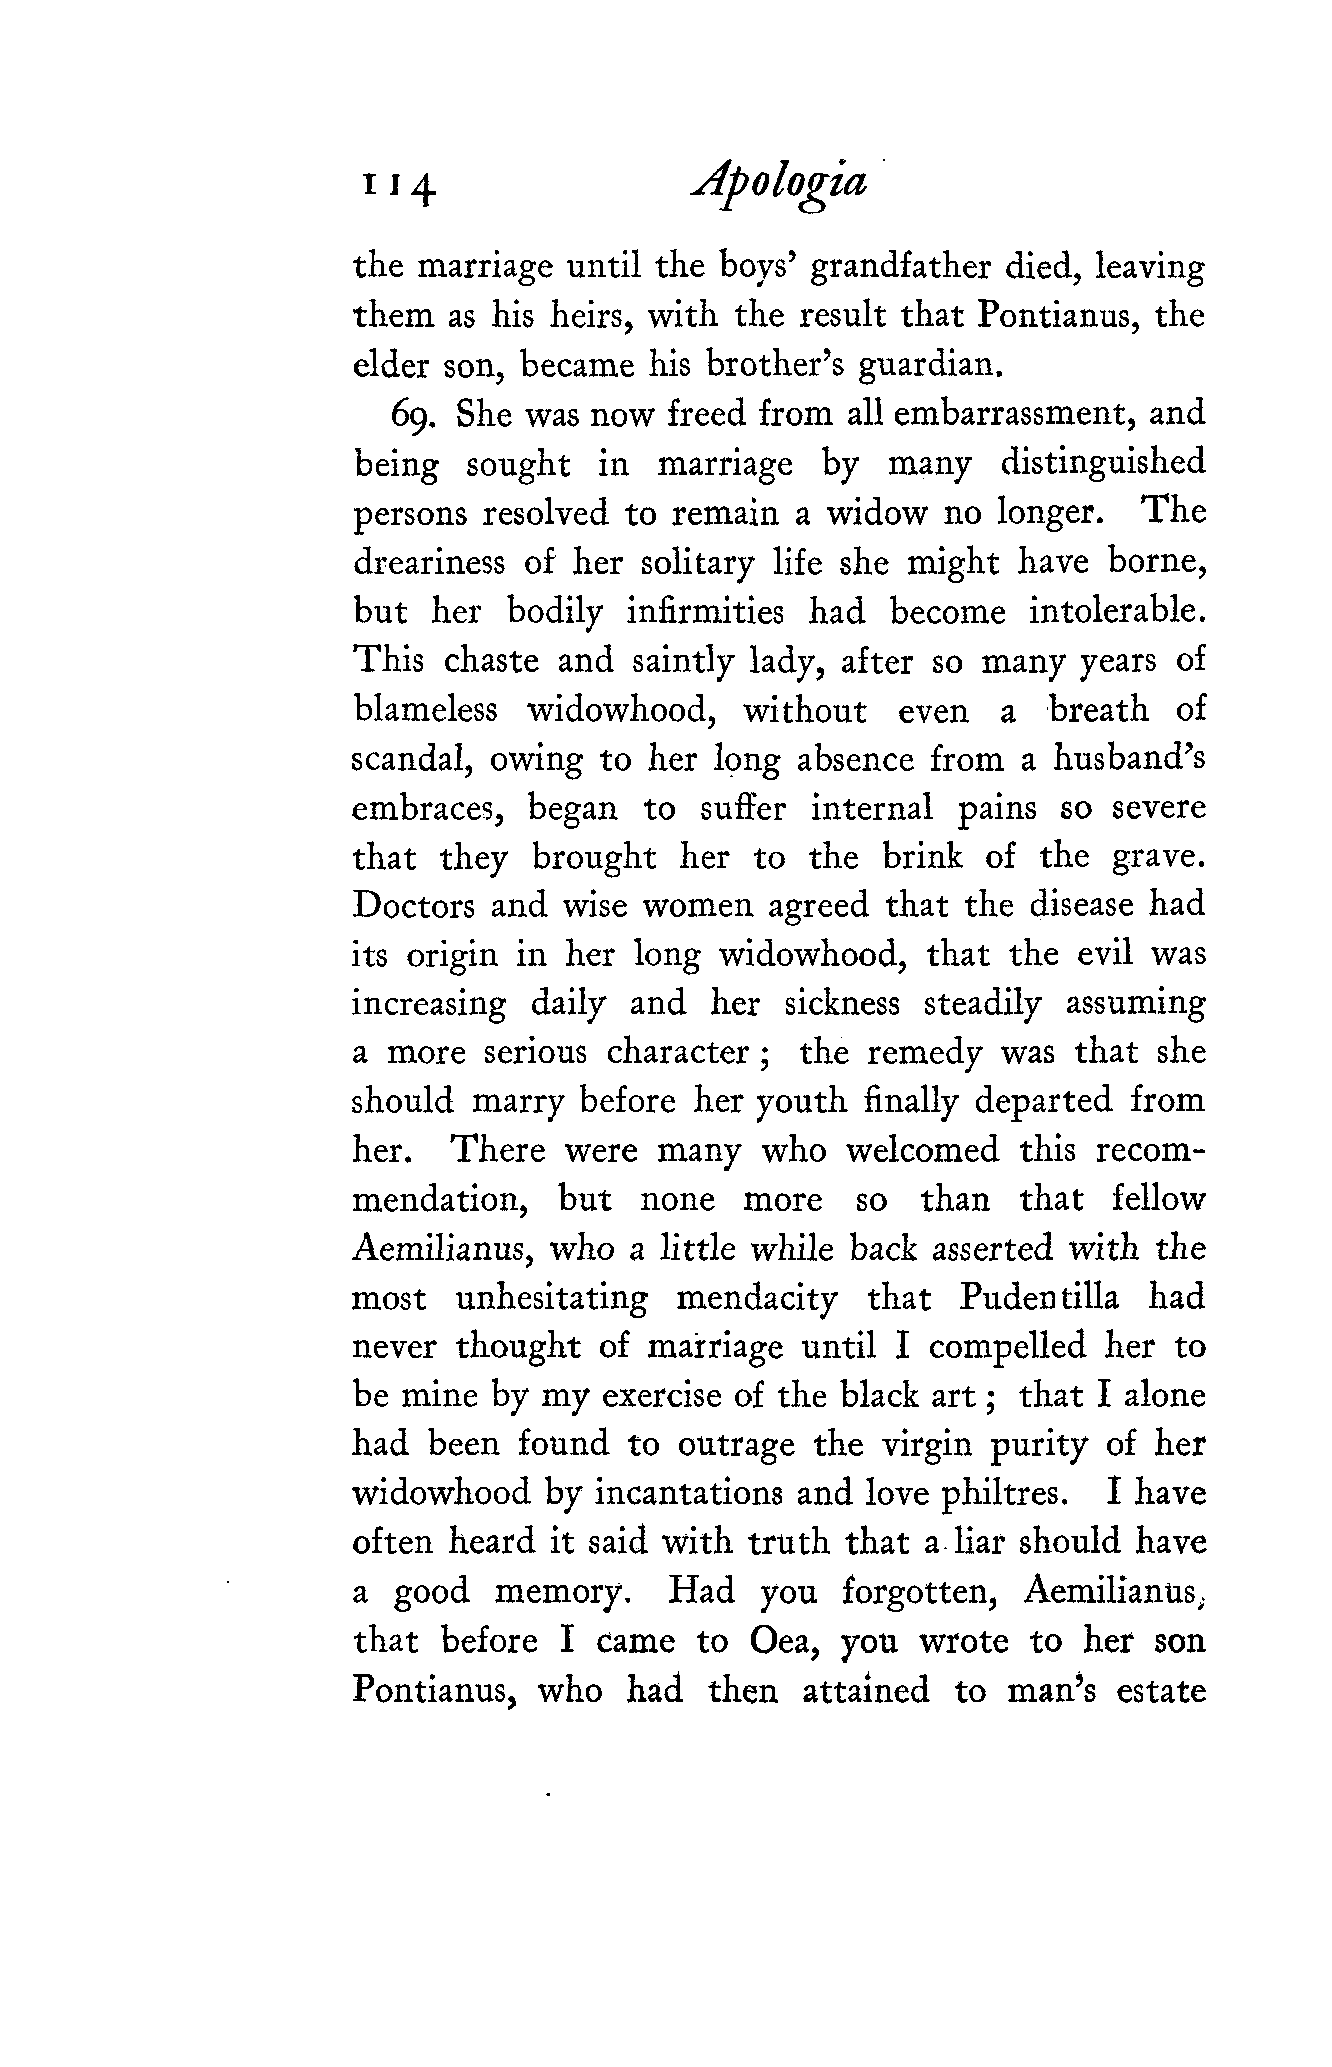 114 Apologia
the marriage until the boys' grandfather died, leaving
them as his heirs, with the result that Pontianus, the
elder son, became his brother's guardian.
69. She was now freed from all embarrassment, and
being sought in marriage by many distinguished
persons resolved to remain a widow no longer. The
dreariness of her solitary life she might have borne,
but her bodily infirmities had become intolerable.
This chaste and saintly lady, after so many years of
blameless widowhood, without even a breath of
scandal, owing to her long absence from a husband's
embraces, began to suffer internal pains so severe
that they brought her to the brink of the grave.
Doctors and wise women agreed that the disease had
its origin in her long widowhood, that the evil was
increasing daily and her sickness steadily assuming
a more serious character ; the remedy was that she
should marry before her youth finally departed from
her. There were many who welcomed this recom-
mendation, but none more so than that fellow
Aemilianus, who a little while back asserted with the
most unhesitating mendacity that Pudentilla had
never thought of marriage until I compelled her to
be mine by my exercise of the black art ; that I alone
had been found to outrage the virgin purity of her
widowhood by incantations and love philtres. I have
often heard it said with truth that a liar should have
a good memory. Had you forgotten, Aemilianus,
that before I came to Oea, you wrote to her son
Pontianus, who had then attained to man's estate